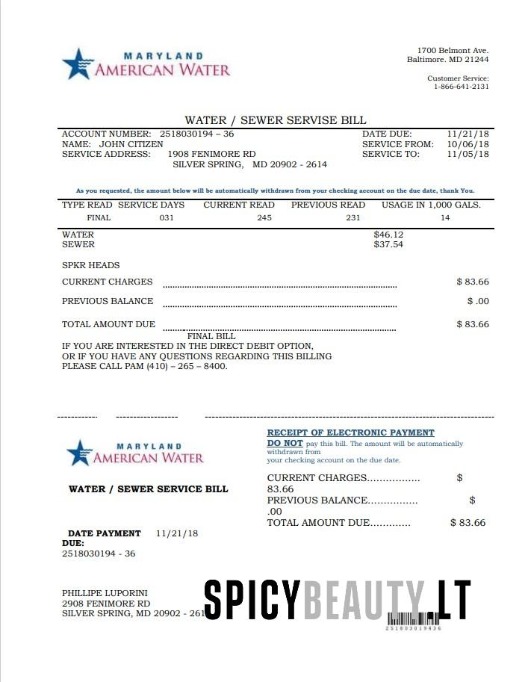 MARYLAND
AMERICAN WATER
1700 Belmont Ave.
Baltimore, MD 21244
Customer Service:
1-866-641-2131
WATER / SEWER SERVISE BILL
ACCOUNT NUMBER: 2518030194 – 36 DATE DUE: 11/21/18
NAME: JOHN CITIZEN SERVICE FROM: 10/06/18
SERVICE ADDRESS: 1908 FENIMORE RD SERVICE TO: 11/05/18
SILVER SPRING, MD 20902 - 2614
As you requested, the amount below will be automatically withdrawn from your checking account on the due date, thank You.
TYPE READ SERVICE DAYS CURRENT READ PREVIOUS READ USAGE IN 1,000 GALS.
FINAL 031 245 231 14
WATER $46.12
SEWER $37.54
SPKR HEADS
CURRENT CHARGES $ 83.66
PREVIOUS BALANCE $ .00
TOTAL AMOUNT DUE $ 83.66
FINAL BILL
IF YOU ARE INTERESTED IN THE DIRECT DEBIT OPTION,
OR IF YOU HAVE ANY QUESTIONS REGARDING THIS BILLING
PLEASE CALL PAM (410) – 265 – 8400.
MARYLAND
AMERICAN WATER
WATER / SEWER SERVICE BILL
DATE PAYMENT 11/21/18
DUE:
2518030194 - 36
RECEIPT OF ELECTRONIC PAYMENT
DO NOT pay this bill. The amount will be automatically
withdrawn from
your checking account on the due date.
CURRENT CHARGES................. $
83.66
PREVIOUS BALANCE............... $
.00
TOTAL AMOUNT DUE............. $ 83.66
PHILLIPE LUPORINI
2908 FENIMORE RD
SILVER SPRING, MD 20902 - 261
SPICYBEAUTY.LT